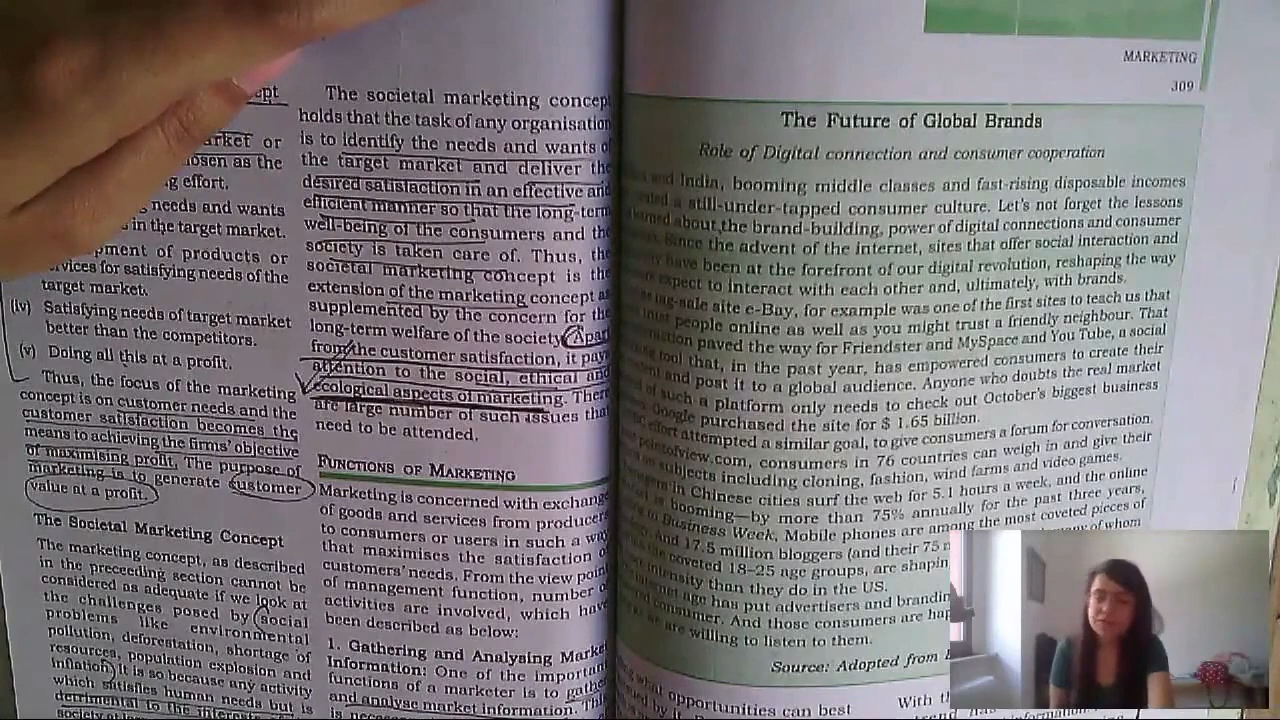 ept
arket or
osen as the
g effort.
needs and wants
in the target market.
pment of products or
rvices for satisfying needs of the
target market.
(iv) Satisfying needs of target market
better than the competitors.
(v) Doing all this at a profit.
Thus, the focus of the marketing
concept is on customer needs and the
customer satisfaction becomes the
means to achieving the firms' objective
of maximising profit. The purpose of
marketing is to generate customer
value at a profit.
The Societal Marketing Concept
The marketing concept, as described
in the preceeding section cannot be
considered as adequate if we look at
the challenges posed by social
problems like environmental
pollution, deforestation, shortage of
resources, population explosion and
inflation. It is so because any activity
which satisfies human needs but is
detrimental to the interests of
society at
The societal marketing concept
holds that the task of any organisation
is to identify the needs and wants of
the target market and deliver the
desired satisfaction in an effective and
efficient manner so that the long-term
well-being of the consumers and the
society is taken care of. Thus, the
societal marketing concept is the
extension of the marketing concept as
supplemented by the concern for the
long-term welfare of the society. Apart
from the customer satisfaction, it pays
attention to the social, ethical and
ecological aspects of marketing. There
are large number of such issues that
need to be attended.
FUNCTIONS OF MARKETING
Marketing is concerned with exchange
of goods and services from producers
to consumers or users in such a way
that maximises the satisfaction of
customers' needs. From the view point
of management function, number of
activities are involved, which have
been described as below:
1. Gathering and Analysing Market
Information: One of the important
functions of a marketer is to gather
and analyse market information. This
is necessary
MARKETING
309
The Future of Global Brands
Role of Digital connection and consumer cooperation
and India, booming middle classes and fast-rising disposable incomes
a still-under-tapped consumer culture. Let's not forget the lessons
about the brand-building, power of digital connections and consumer
Since the advent of the internet, sites that offer social interaction and
have been at the forefront of our digital revolution, reshaping the way
expect to interact with each other and, ultimately, with brands.
tag-sale site e-Bay, for example was one of the first sites to teach us that
trust people online as well as you might trust a friendly neighbour. That
paved the way for Friendster and MySpace and You Tube, a social
tool that, in the past year, has empowered consumers to create their
and post it to a global audience. Anyone who doubts the real market
of such a platform only needs to check out October's biggest business
Google purchased the site for $ 1.65 billion.
effort attempted a similar goal, to give consumers a forum for conversation.
pointofview.com, consumers in 76 countries can weigh in and give their
subjects including cloning, fashion, wind farms and video games.
in Chinese cities surf the web for 5.1 hours a week, and the online
is booming—by more than 75% annually for the past three years,
to Business Week. Mobile phones are among the most coveted pieces of
And 17.5 million bloggers (and their 75 m
of whom
coveted 18–25 age groups, are shapin
intensity than they do in the US.
internet age has put advertisers and brandin
consumer. And those consumers are ho
we are willing to listen to them.
Source: Adopted from
what opportunities can best
With th
trend has
information